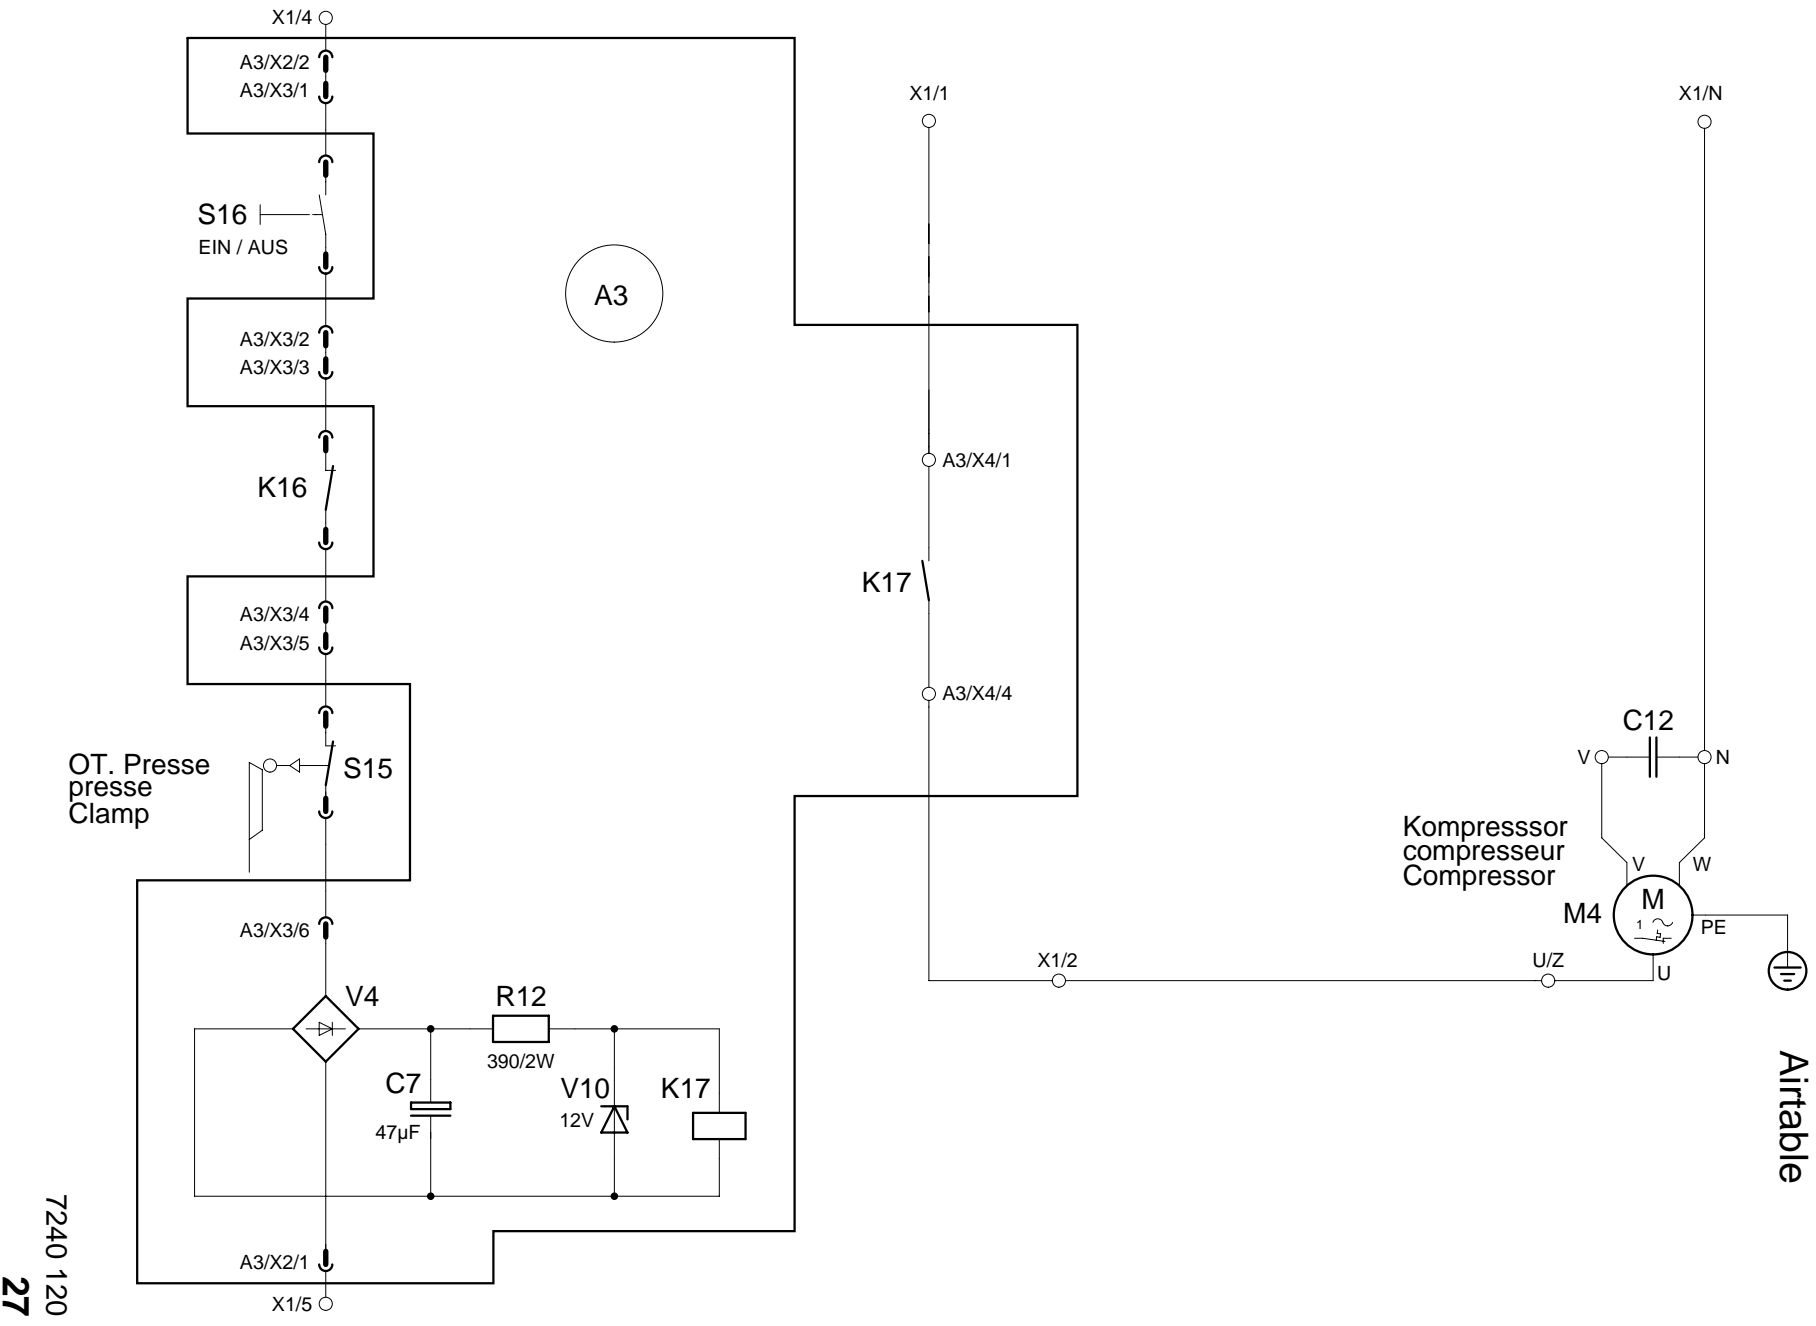 X1/4
A3/X2/2
A3/X3/1
S16
EIN / AUS
A3/X3/2
A3/X3/3
K16
A3/X3/4
A3/X3/5
OT. Presse
presse
Clamp
S15
A3/X3/6
V4
R12
390/2W
C7
47µF
V10
12V
K17
A3/X2/1
X1/5
A3
X1/1
A3/X4/1
K17
A3/X4/4
X1/2
U/Z
X1/N
C12
V
N
Kompresssor
compresseur
Compressor
V
W
M4
M
1
PE
U
Airtable
7240 120
27